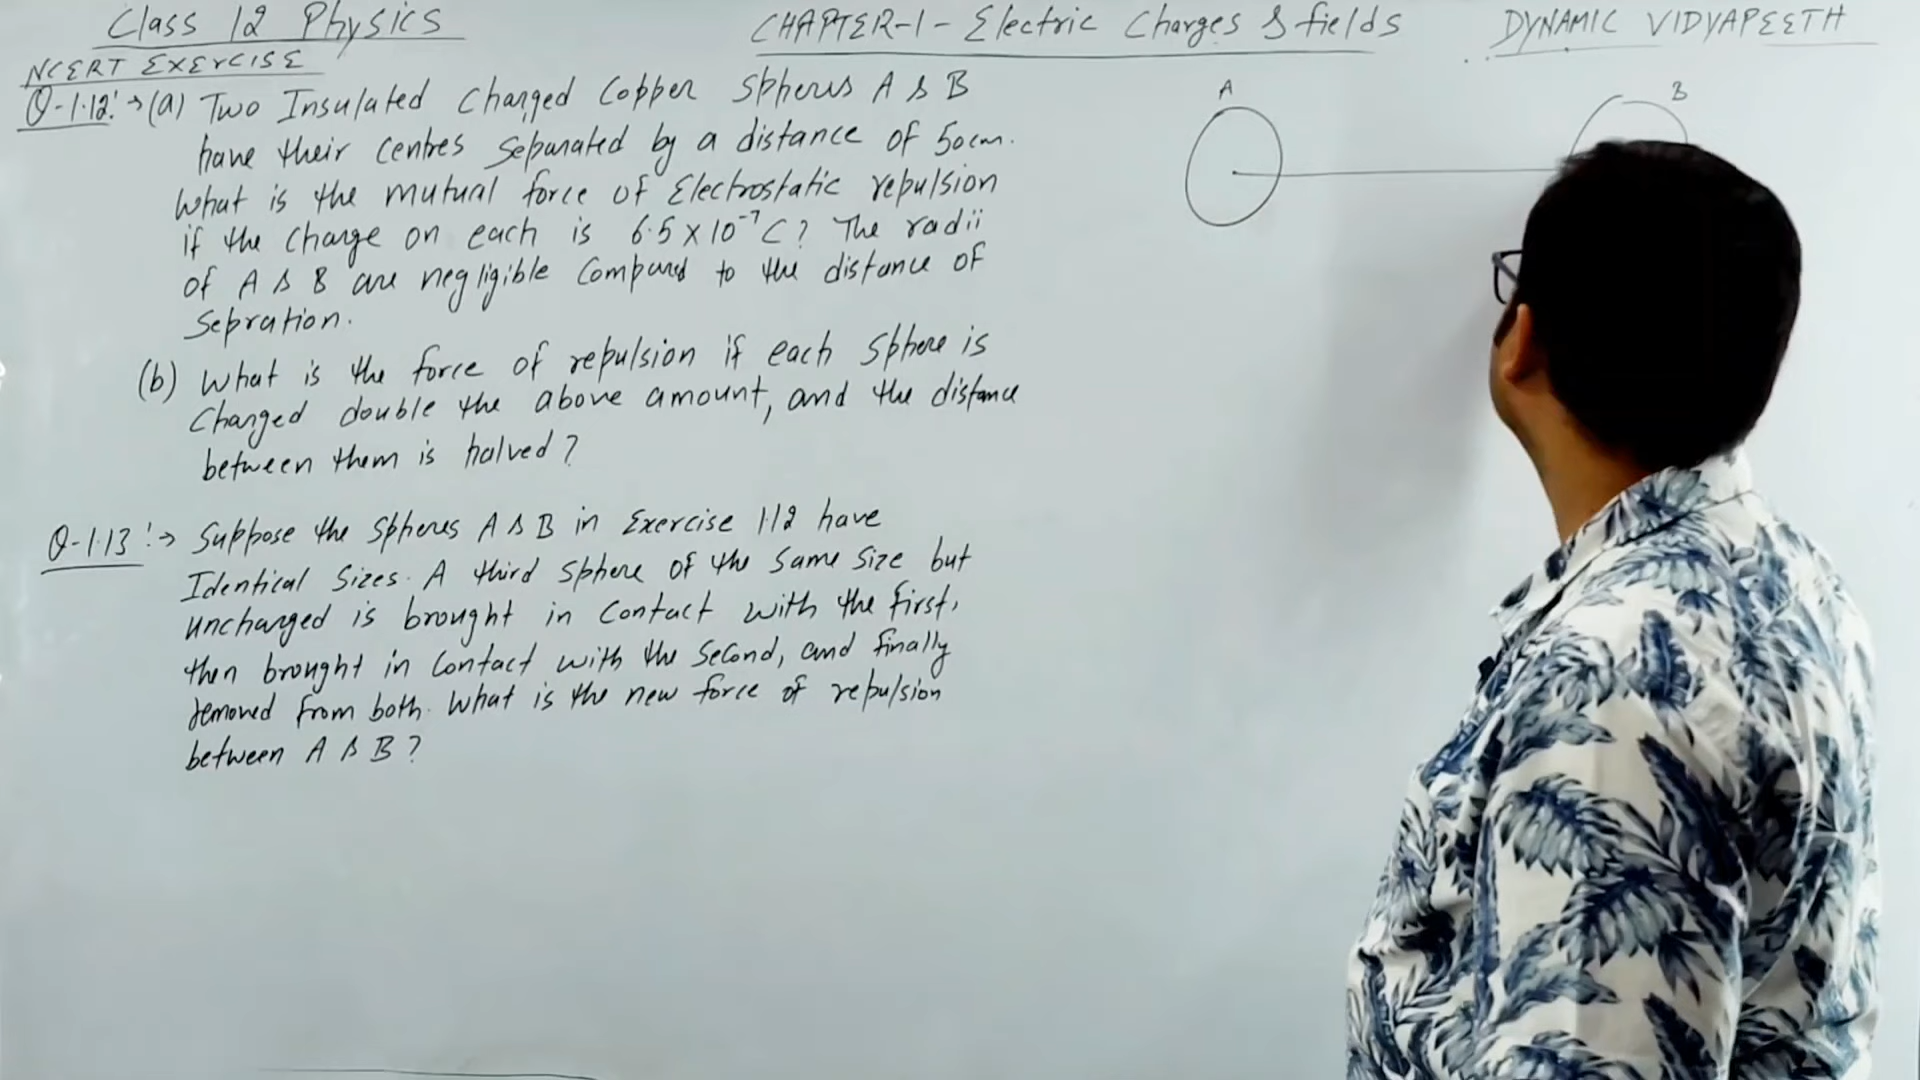 Class 12 Physics
CHAPTER-1- Electric Charges & fields
DYNAMIC VIDYAPEETH
NCERT EXERCISE
Q-1.12:→(a) Two Insulated Charged Copper Spheres A & B
have their Centres Separated by a distance of 50cm.
What is the mutual force of Electrostatic repulsion
if the Charge on each is 6.5×10⁻⁷C? The radii
of A & B are negligible Compared to the distance of
Sepration.
(b) What is the force of repulsion if each Sphere is
Charged double the above amount, and the distance
between them is halved?
Q-1.13:→ Suppose the Spheres A & B in Exercise 1.12 have
Identical Sizes. A third Sphere of the Same Size but
uncharged is brought in Contact with the first,
then brought in Contact with the Second, and finally
removed from both. What is the new force of repulsion
between A & B?
A
B